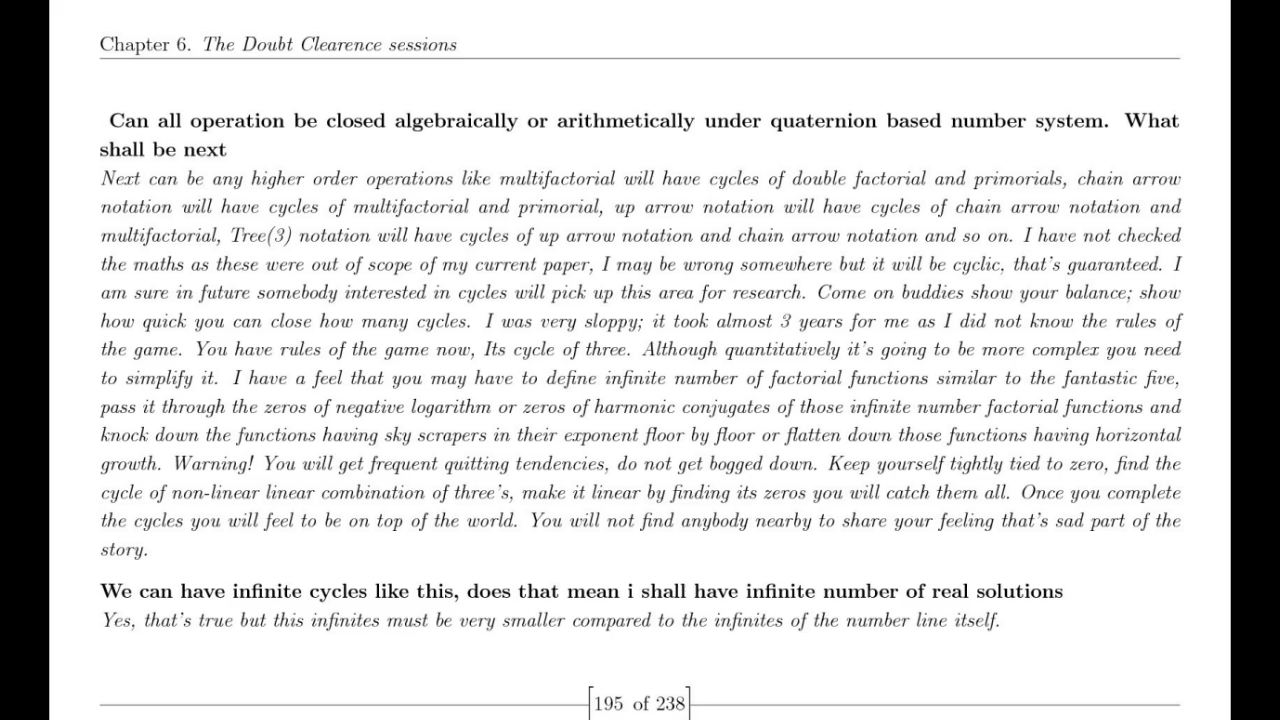 Chapter 6. The Doubt Clearence sessions
Can all operation be closed algebraically or arithmetically under quaternion based number system. What
shall be next
Next can be any higher order operations like multifactorial will have cycles of double factorial and primorials, chain arrow
notation will have cycles of multifactorial and primorial, up arrow notation will have cycles of chain arrow notation and
multifactorial, Tree(3) notation will have cycles of up arrow notation and chain arrow notation and so on. I have not checked
the maths as these were out of scope of my current paper, I may be wrong somewhere but it will be cyclic, that's guaranteed. I
am sure in future somebody interested in cycles will pick up this area for research. Come on buddies show your balance; show
how quick you can close how many cycles. I was very sloppy; it took almost 3 years for me as I did not know the rules of
the game. You have rules of the game now, Its cycle of three. Although quantitatively it's going to be more complex you need
to simplify it. I have a feel that you may have to define infinite number of factorial functions similar to the fantastic five,
pass it through the zeros of negative logarithm or zeros of harmonic conjugates of those infinite number factorial functions and
knock down the functions having sky scrapers in their exponent floor by floor or flatten down those functions having horizontal
growth. Warning! You will get frequent quitting tendencies, do not get bogged down. Keep yourself tightly tied to zero, find the
cycle of non-linear linear combination of three's, make it linear by finding its zeros you will catch them all. Once you complete
the cycles you will feel to be on top of the world. You will not find anybody nearby to share your feeling that's sad part of the
story.
We can have infinite cycles like this, does that mean i shall have infinite number of real solutions
Yes, that's true but this infinites must be very smaller compared to the infinites of the number line itself.
195 of 238